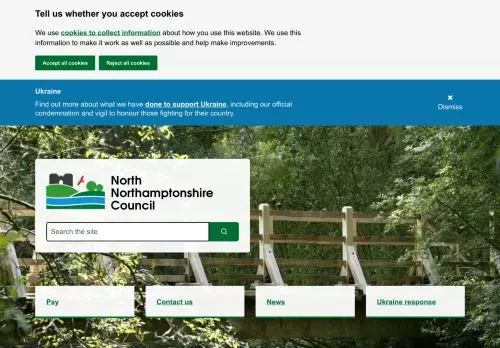 Tell us whether you accept cookies
We use cookies to collect information about how you use this website. We use
this information to make it work as well as possible and help make improvements.
Accept all cookies
Reject all cookies
Ukraine
Find out more about what we have done to support Ukraine, including our official
condemnation and vigil to honour those fighting for their country.
Dismiss
North
Northamptonshire
Council
Search the site
Pay
Contact us
News
Ukraine response